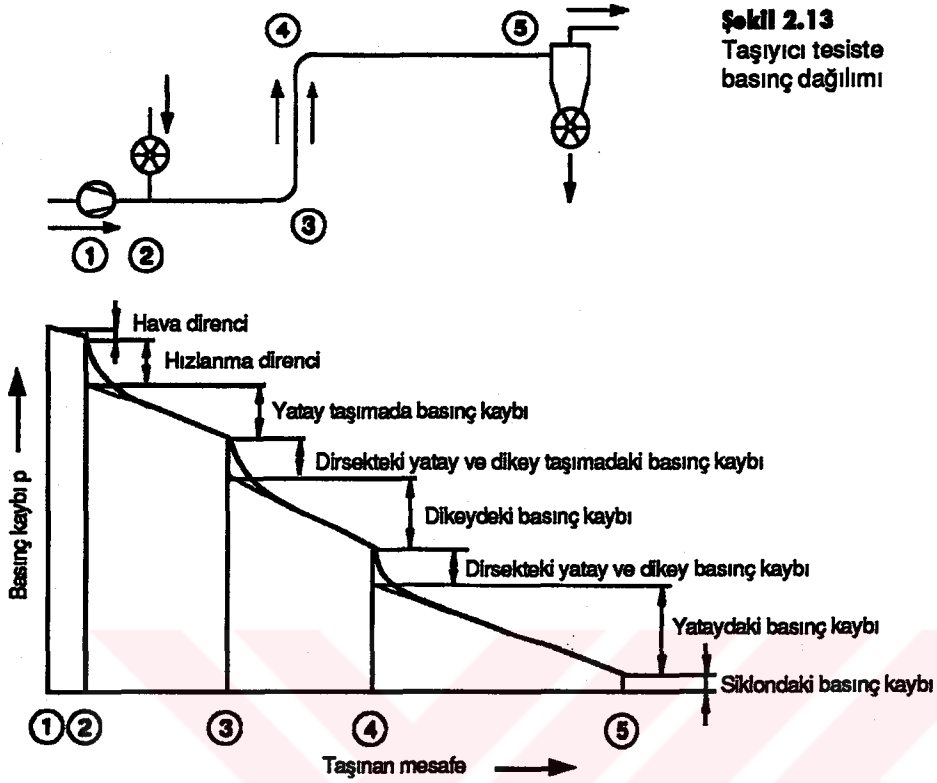 Şekil 2.13
Taşıyıcı tesiste
basınç dağılımı
4
5
3
1
2
Hava direnci
Hızlanma direnci
Yatay taşımada basınç kaybı
Dirsekteki yatay ve dikey taşımadaki basınç kaybı
Dikeydeki basınç kaybı
Dirsekteki yatay ve dikey basınç kaybı
Yataydaki basınç kaybı
Siklondaki basınç kaybı
Basınç kaybı p
1 2 3 4 5
Taşınan mesafe